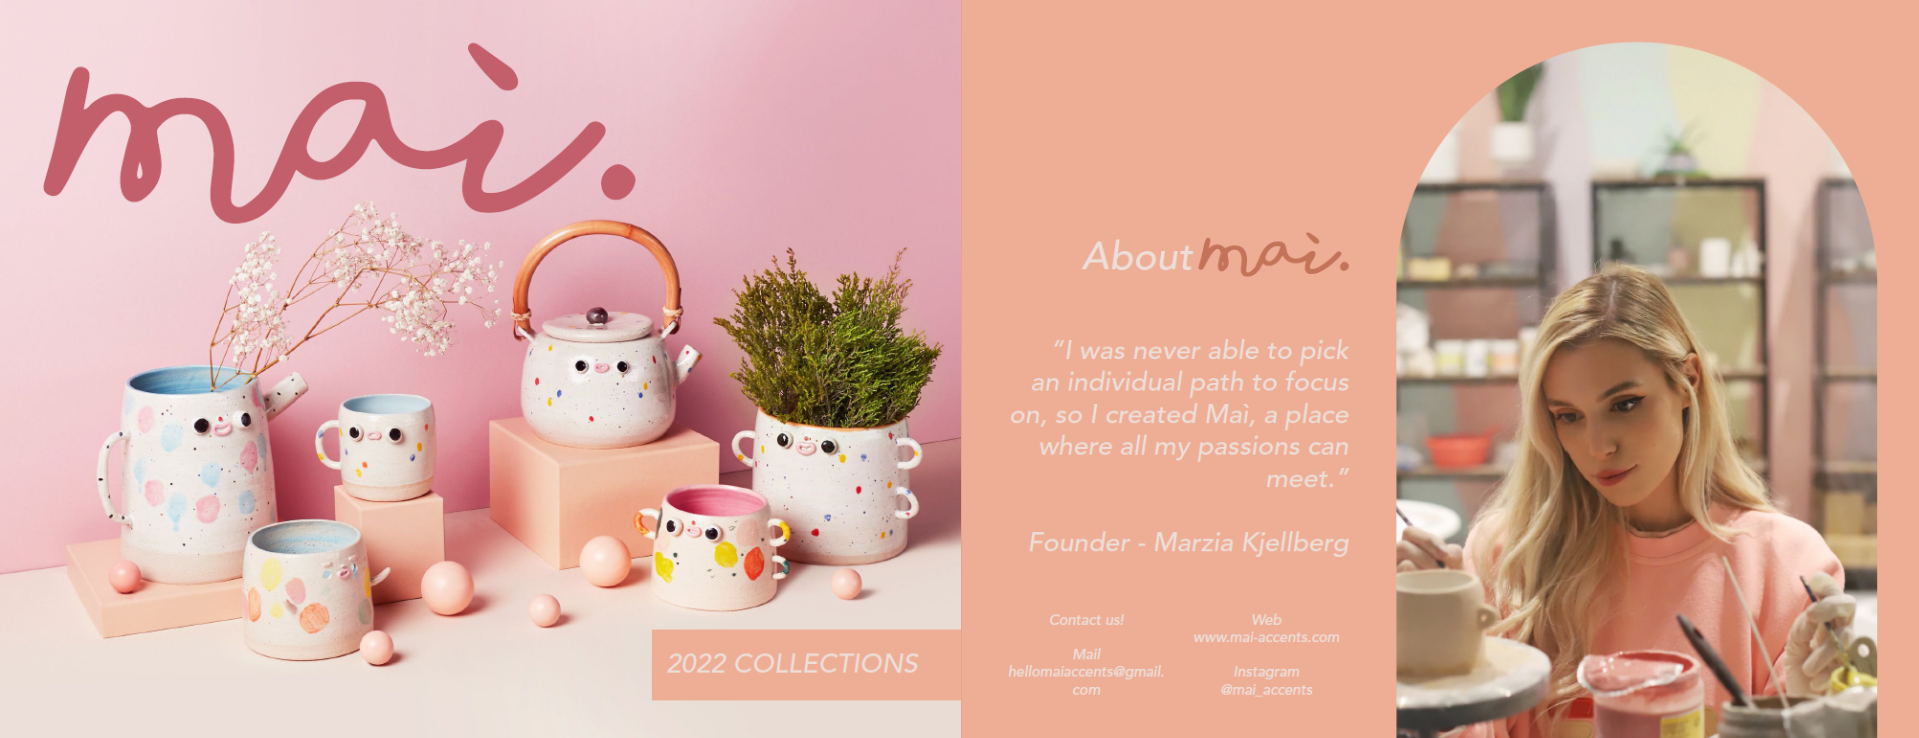 maì.
2022 COLLECTIONS
About maì.
“I was never able to pick
an individual path to focus
on, so I created Maì, a place
where all my passions can
meet.”
Founder - Marzia Kjellberg
Contact us!
Mail
hellomaiaccents@gmail.
com
Web
www.mai-accents.com
Instagram
@mai_accents